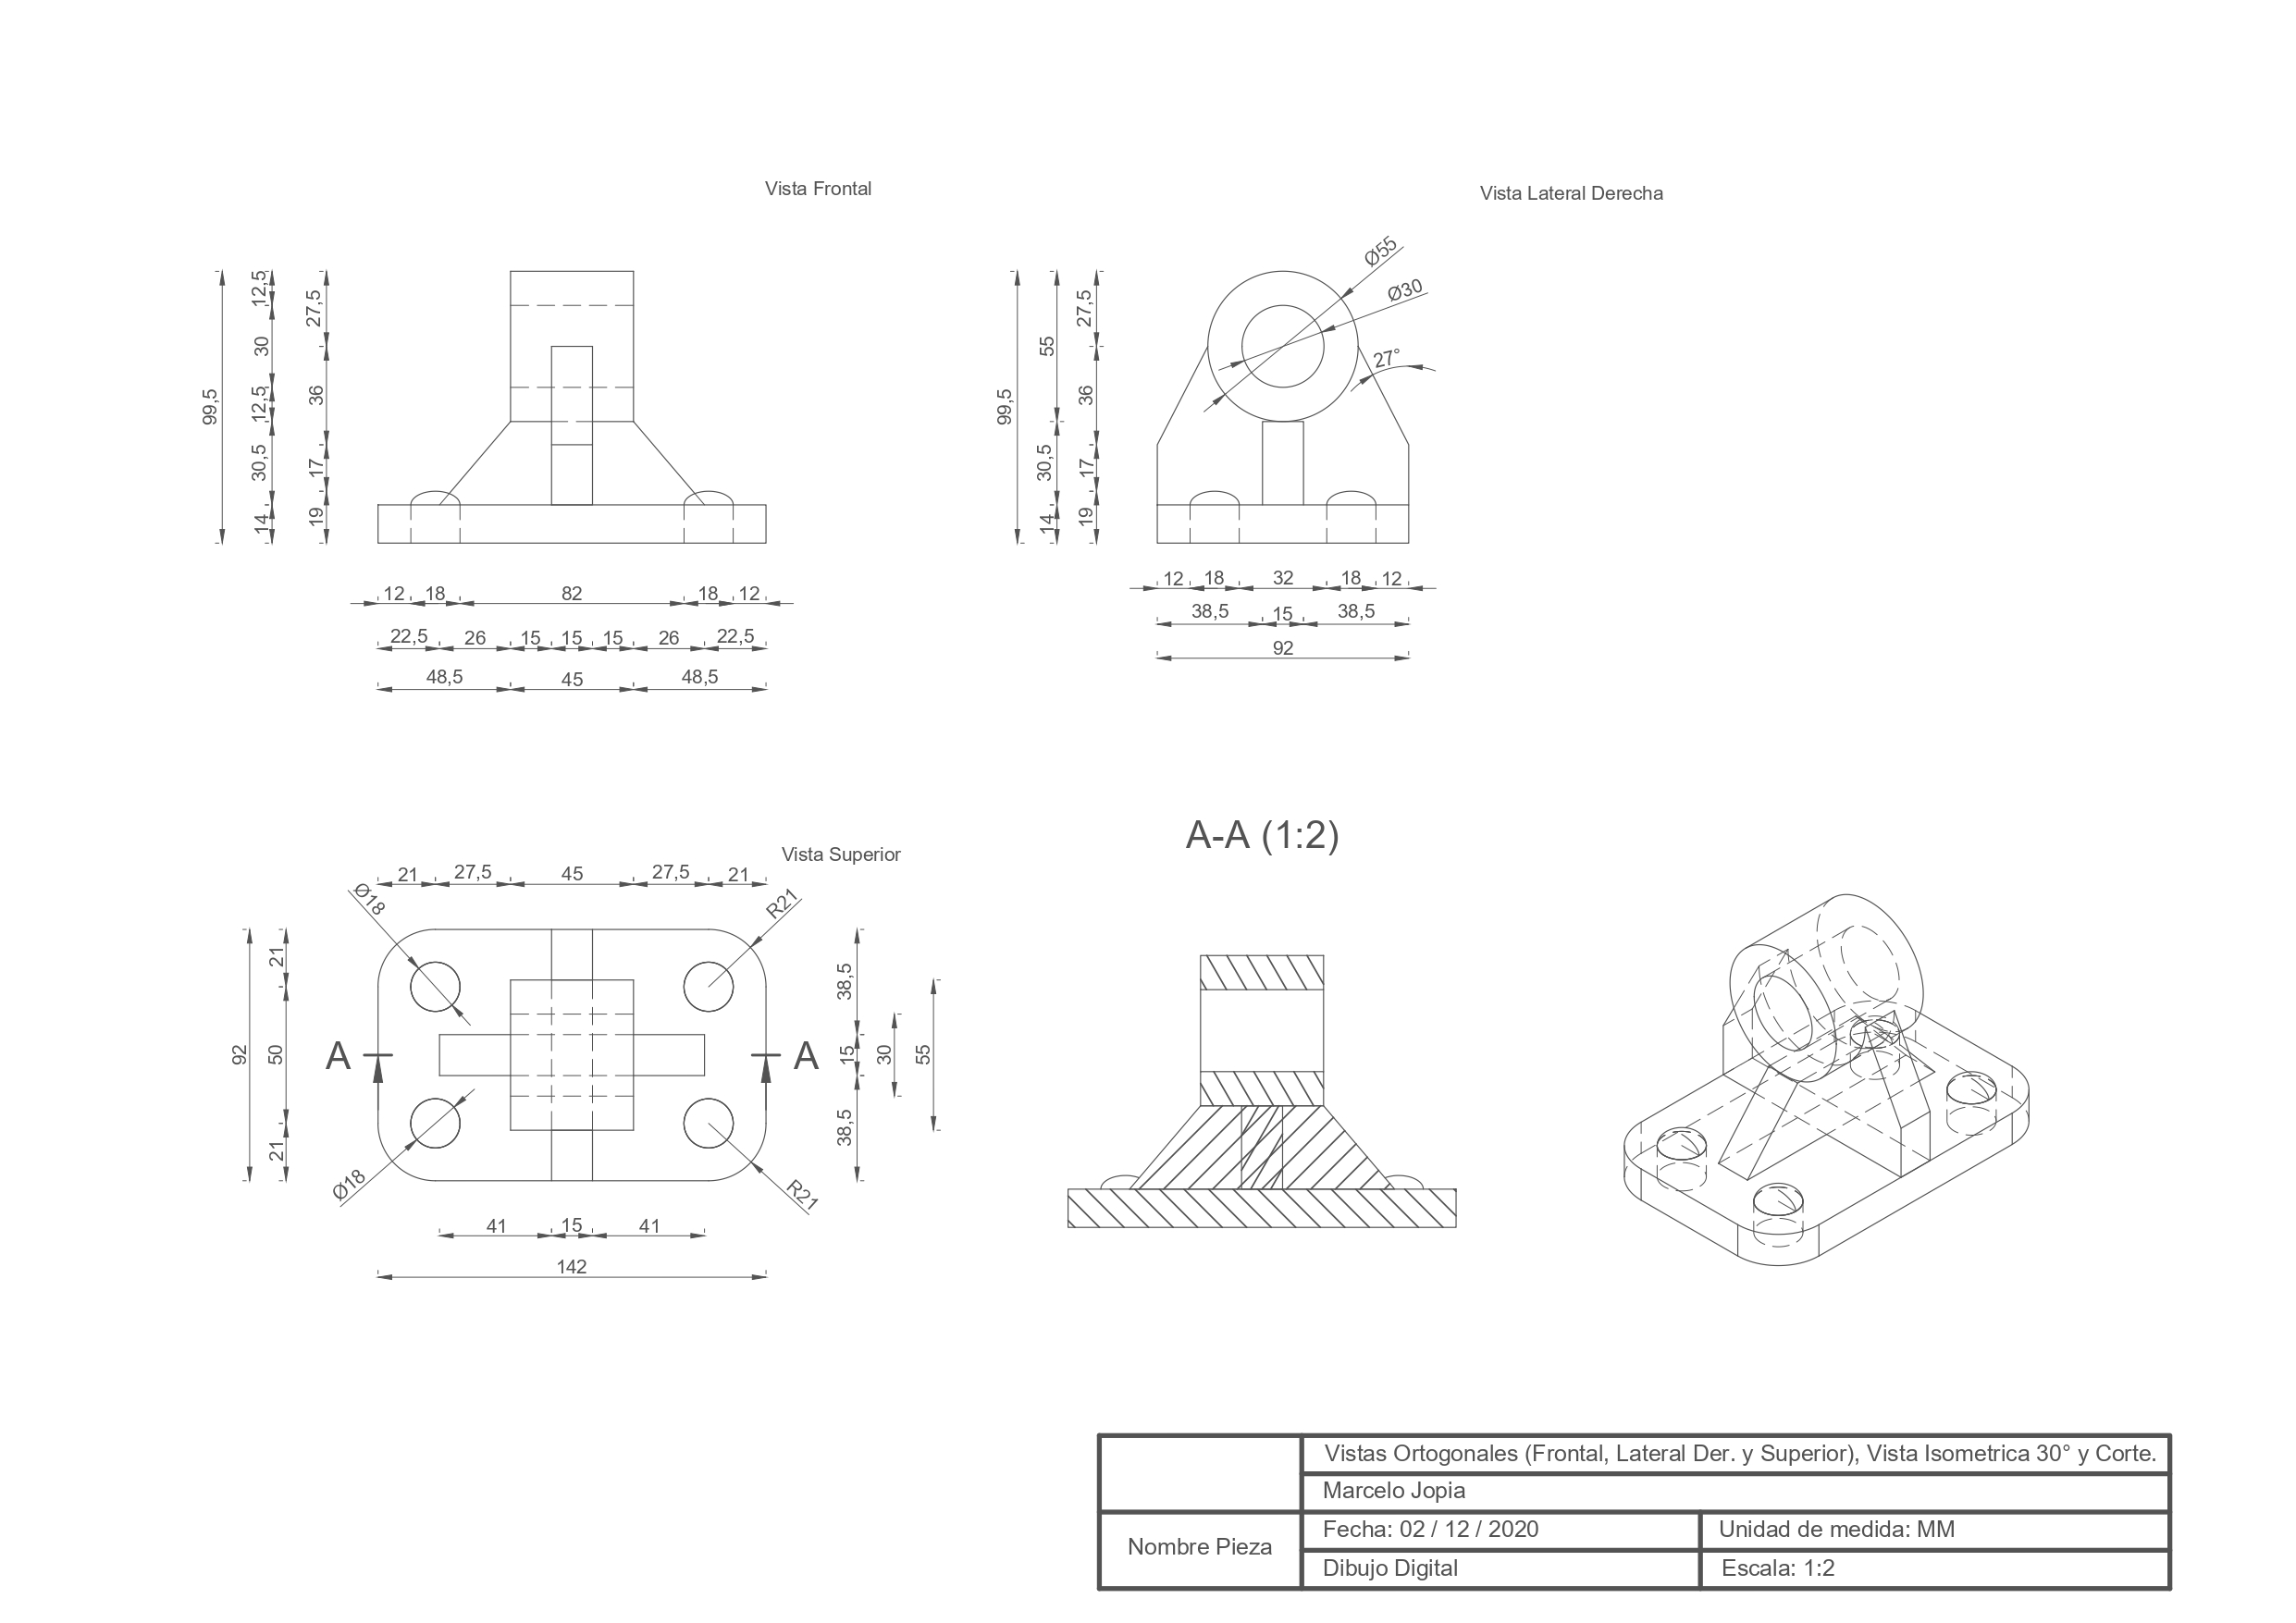 Vista Frontal
Vista Lateral Derecha
99,5
12,5
30
12,5
30,5
14
27,5
36
17
19
12 18 82 18 12
22,5 26 15 15 15 26 22,5
48,5 45 48,5
99,5
55
30,5
14
27,5
36
17
19
Ø55
Ø30
27°
12 18 32 18 12
38,5 15 38,5
92
Vista Superior
21 27,5 45 27,5 21
Ø18
R21
92
21
50
21
A
A
38,5
15
38,5
30
55
Ø18
R21
41 15 41
142
A-A (1:2)
Vistas Ortogonales (Frontal, Lateral Der. y Superior), Vista Isometrica 30° y Corte.
Marcelo Jopia
Nombre Pieza
Fecha: 02 / 12 / 2020
Unidad de medida: MM
Dibujo Digital
Escala: 1:2